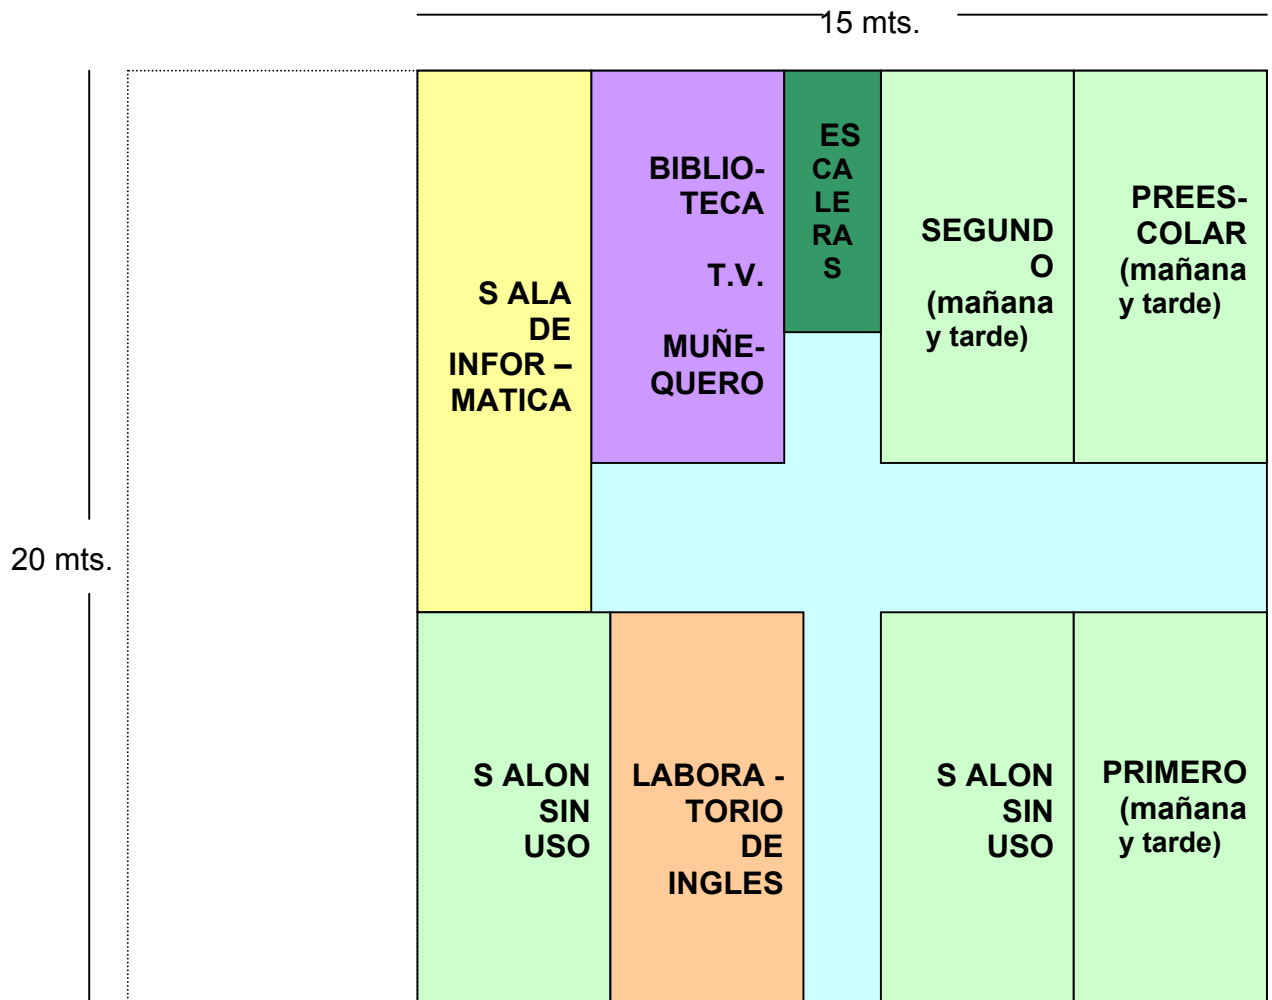 15 mts.
ES
CA
LE
RA
S
BIBLIO-
TECA
T.V.
MUÑE-
QUERO
PREES-
COLAR
(mañana
y tarde)
SEGUND
O
(mañana
y tarde)
S ALA
DE
INFOR –
MATICA
20 mts.
S ALON
SIN
USO
LABORA -
TORIO
DE
INGLES
S ALON
SIN
USO
PRIMERO
(mañana
y tarde)